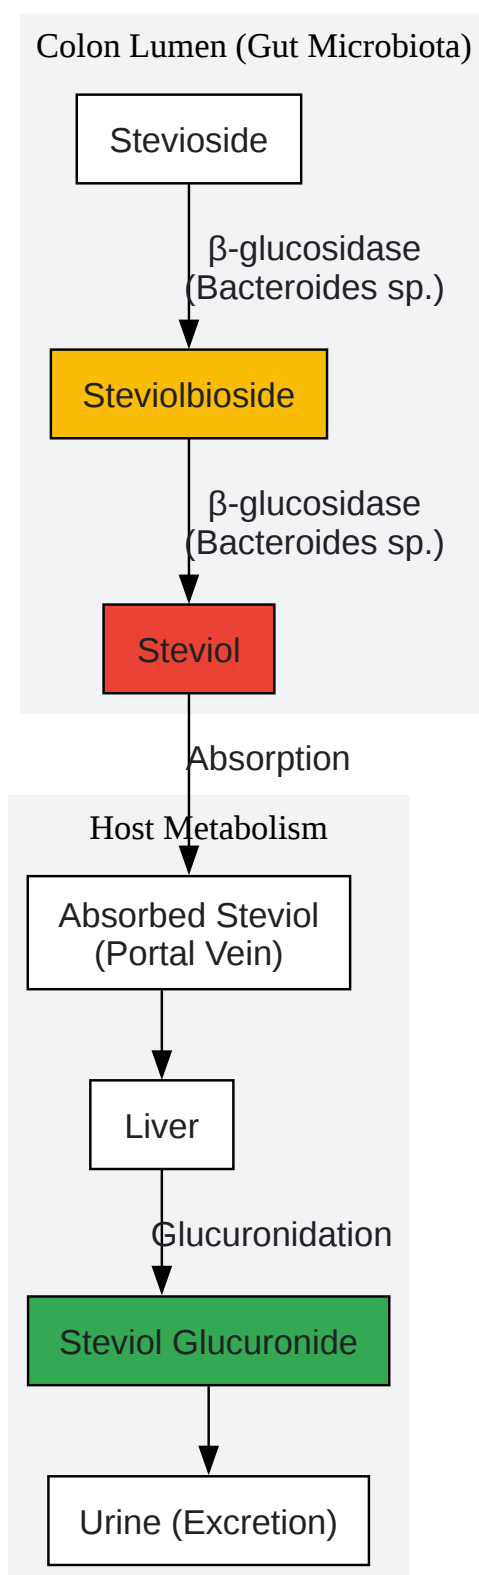 Colon Lumen (Gut Microbiota)
Stevioside
β-glucosidase
(Bacteroides sp.)
Steviolbioside
β-glucosidase
(Bacteroides sp.)
Steviol
Absorption
Host Metabolism
Absorbed Steviol
(Portal Vein)
Liver
Glucuronidation
Steviol Glucuronide
Urine (Excretion)